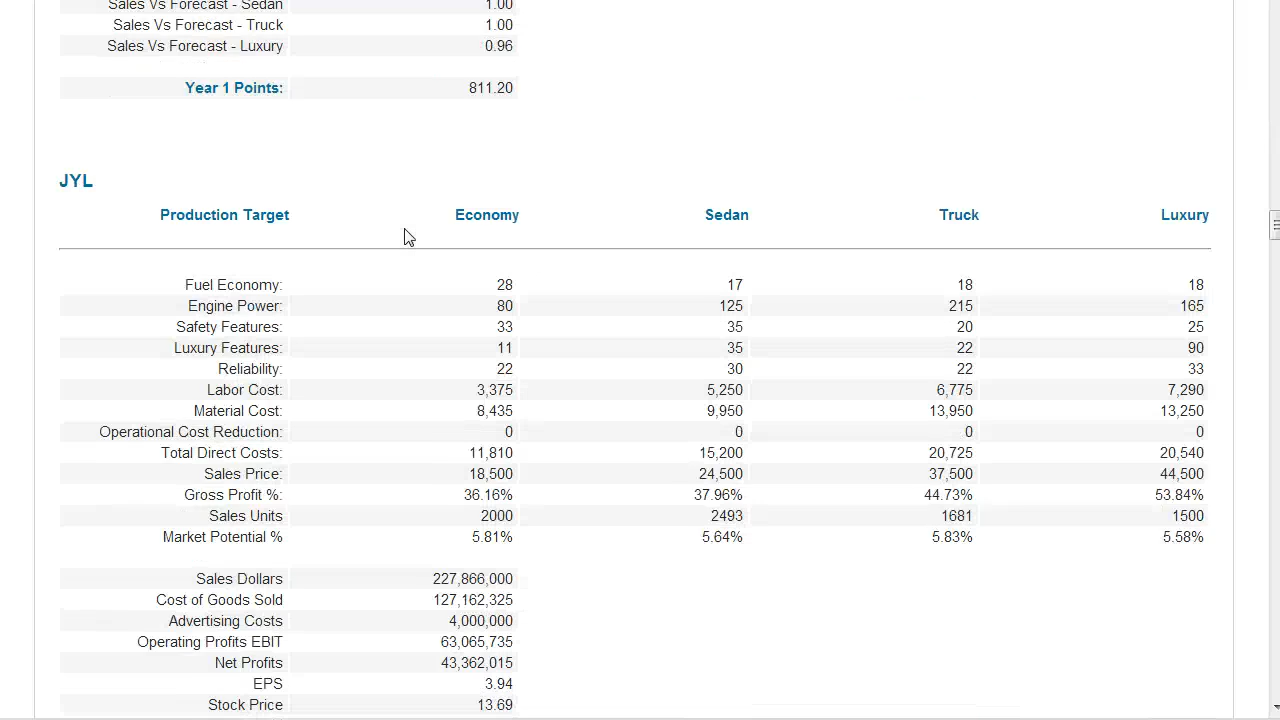 Sales Vs Forecast - Sedan 1.00
Sales Vs Forecast - Truck 1.00
Sales Vs Forecast - Luxury 0.96
Year 1 Points: 811.20
JYL
Production Target Economy Sedan Truck Luxury
Fuel Economy: 28 17 18 18
Engine Power: 80 125 215 165
Safety Features: 33 35 20 25
Luxury Features: 11 35 22 90
Reliability: 22 30 22 33
Labor Cost: 3,375 5,250 6,775 7,290
Material Cost: 8,435 9,950 13,950 13,250
Operational Cost Reduction: 0 0 0 0
Total Direct Costs: 11,810 15,200 20,725 20,540
Sales Price: 18,500 24,500 37,500 44,500
Gross Profit %: 36.16% 37.96% 44.73% 53.84%
Sales Units 2000 2493 1681 1500
Market Potential % 5.81% 5.64% 5.83% 5.58%
Sales Dollars 227,866,000
Cost of Goods Sold 127,162,325
Advertising Costs 4,000,000
Operating Profits EBIT 63,065,735
Net Profits 43,362,015
EPS 3.94
Stock Price 13.69